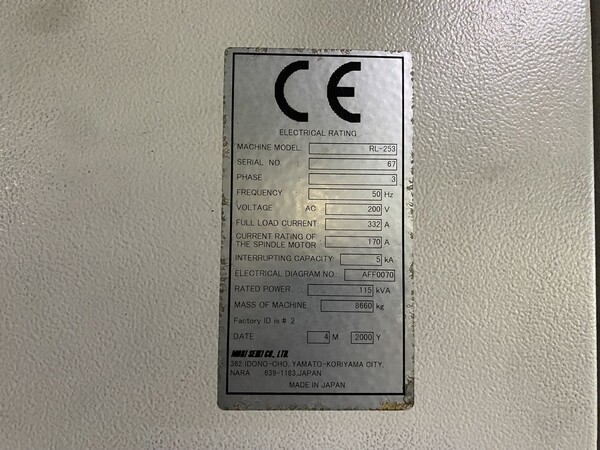 CE
ELECTRICAL RATING
MACHINE MODEL RL-253
SERIAL NO. 67
PHASE 3
FREQUENCY 50 Hz
VOLTAGE AC 200 V
FULL LOAD CURRENT 332 A
CURRENT RATING OF
THE SPINDLE MOTOR 170 A
INTERRUPTING CAPACITY 5 kA
ELECTRICAL DIAGRAM NO. AFF0070
RATED POWER 115 kVA
MASS OF MACHINE 8660 kg
Factory ID is # 2
DATE 4 M 2000 Y
MORI SEIKI CO., LTD.
362 IDONO-CHO, YAMATO-KORIYAMA CITY,
NARA 639-1183, JAPAN
MADE IN JAPAN